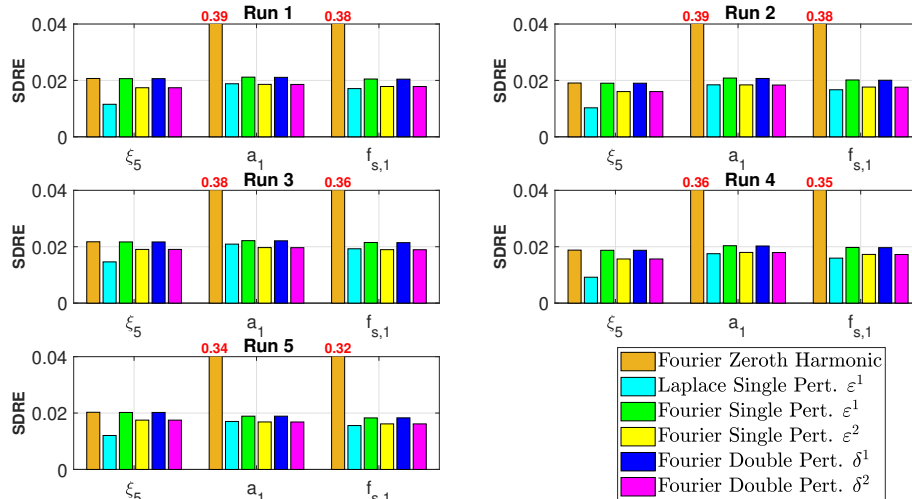 0.39 0.38
Run 1
0.04
0.02
0
SDRE
ξ5 a1 fs,1
0.39 0.38
Run 2
0.04
0.02
0
SDRE
ξ5 a1 fs,1
0.38 0.36
Run 3
0.04
0.02
0
SDRE
ξ5 a1 fs,1
0.36 0.35
Run 4
0.04
0.02
0
SDRE
ξ5 a1 fs,1
0.34 0.32
Run 5
0.04
0.02
0
SDRE
ξ5 a1 fs,1
Fourier Zeroth Harmonic
Laplace Single Pert. ε¹
Fourier Single Pert. ε¹
Fourier Single Pert. ε²
Fourier Double Pert. δ¹
Fourier Double Pert. δ²